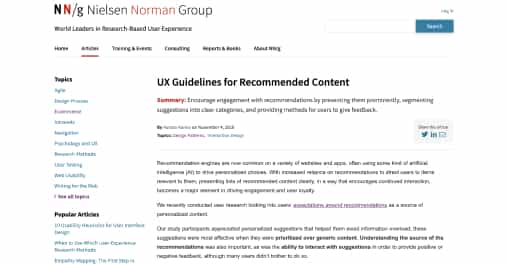 NN/g Nielsen Norman Group
Log in
World Leaders in Research-Based User Experience
Search
Home Articles Training & Events Consulting Reports & Books About NN/g
Topics
Agile
Design Process
Ecommerce
Intranets
Navigation
Psychology and UX
Research Methods
User Testing
Web Usability
Writing for the Web
See all topics
Popular Articles
10 Usability Heuristics for User Interface
Design
When to Use Which User-Experience
Research Methods
Empathy Mapping: The First Step in
UX Guidelines for Recommended Content
Summary: Encourage engagement with recommendations by presenting them prominently, segmenting
suggestions into clear categories, and providing methods for users to give feedback.
By on November 4, 2018
Topics: Design Patterns, Interaction Design
Share this article:
Recommendation engines are now common on a variety of websites and apps, often using some kind of artificial
intelligence (AI) to drive personalized choices. With increased reliance on recommendations to direct users to items
relevant to them, presenting lists of recommended content clearly, in a way that encourages continued interaction,
becomes a major element in driving engagement and user loyalty.
We recently conducted user research looking into users' expectations around recommendations as a source of
personalized content.
Our study participants appreciated personalized suggestions that helped them avoid information overload; these
suggestions were most effective when they were prioritized over generic content. Understanding the source of the
recommendations was also important, as was the ability to interact with suggestions in order to provide positive or
negative feedback, although many users didn't bother to do so.